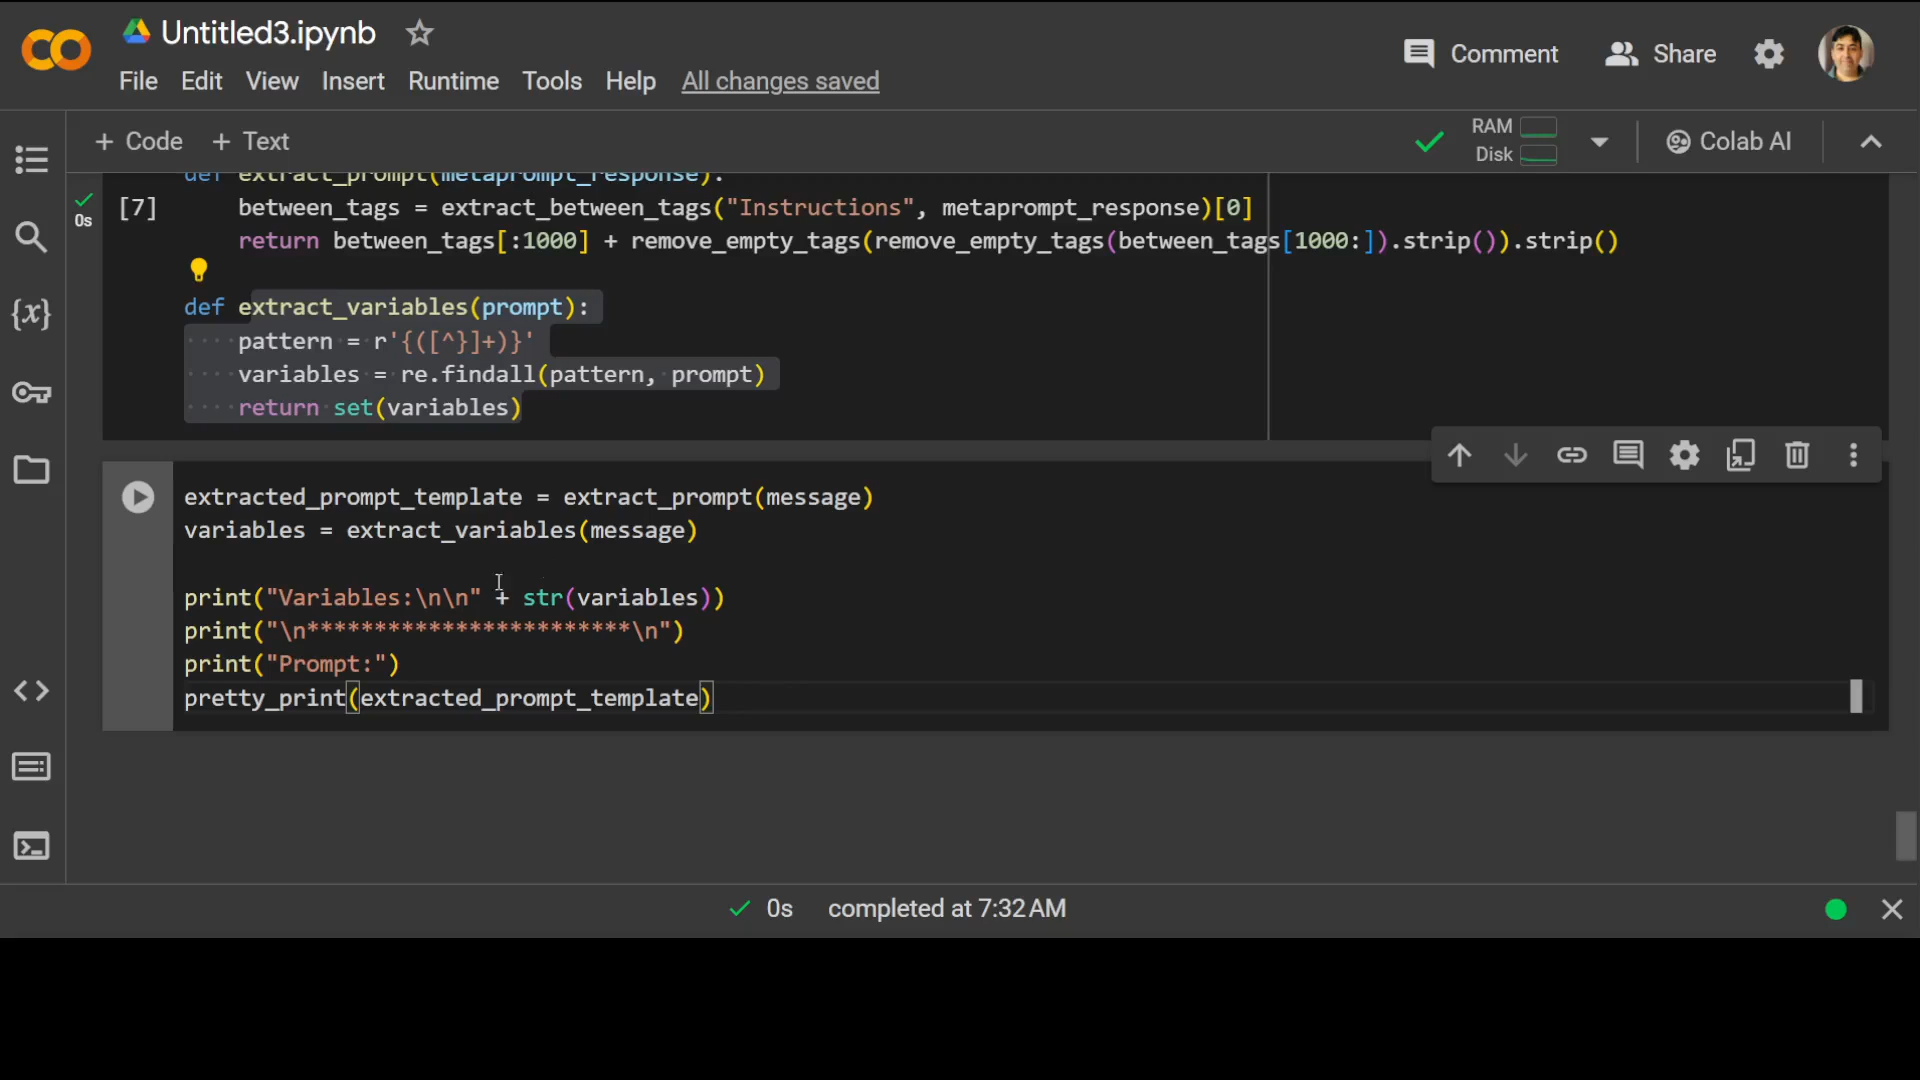 Untitled3.ipynb
Comment
Share
File Edit View Insert Runtime Tools Help All changes saved
+ Code + Text
RAM
Disk
Colab AI
def extract_prompt(metaprompt_response):
0s
[7]
between_tags = extract_between_tags("Instructions", metaprompt_response)[0]
return between_tags[:1000] + remove_empty_tags(remove_empty_tags(between_tags[1000:]).strip()).strip()
def extract_variables(prompt):
pattern = r'{([^}]+)}'
variables = re.findall(pattern, prompt)
return set(variables)
extracted_prompt_template = extract_prompt(message)
variables = extract_variables(message)
print("Variables:\n\n" + str(variables))
print("\n************************\n")
print("Prompt:")
pretty_print(extracted_prompt_template)
0s completed at 7:32 AM